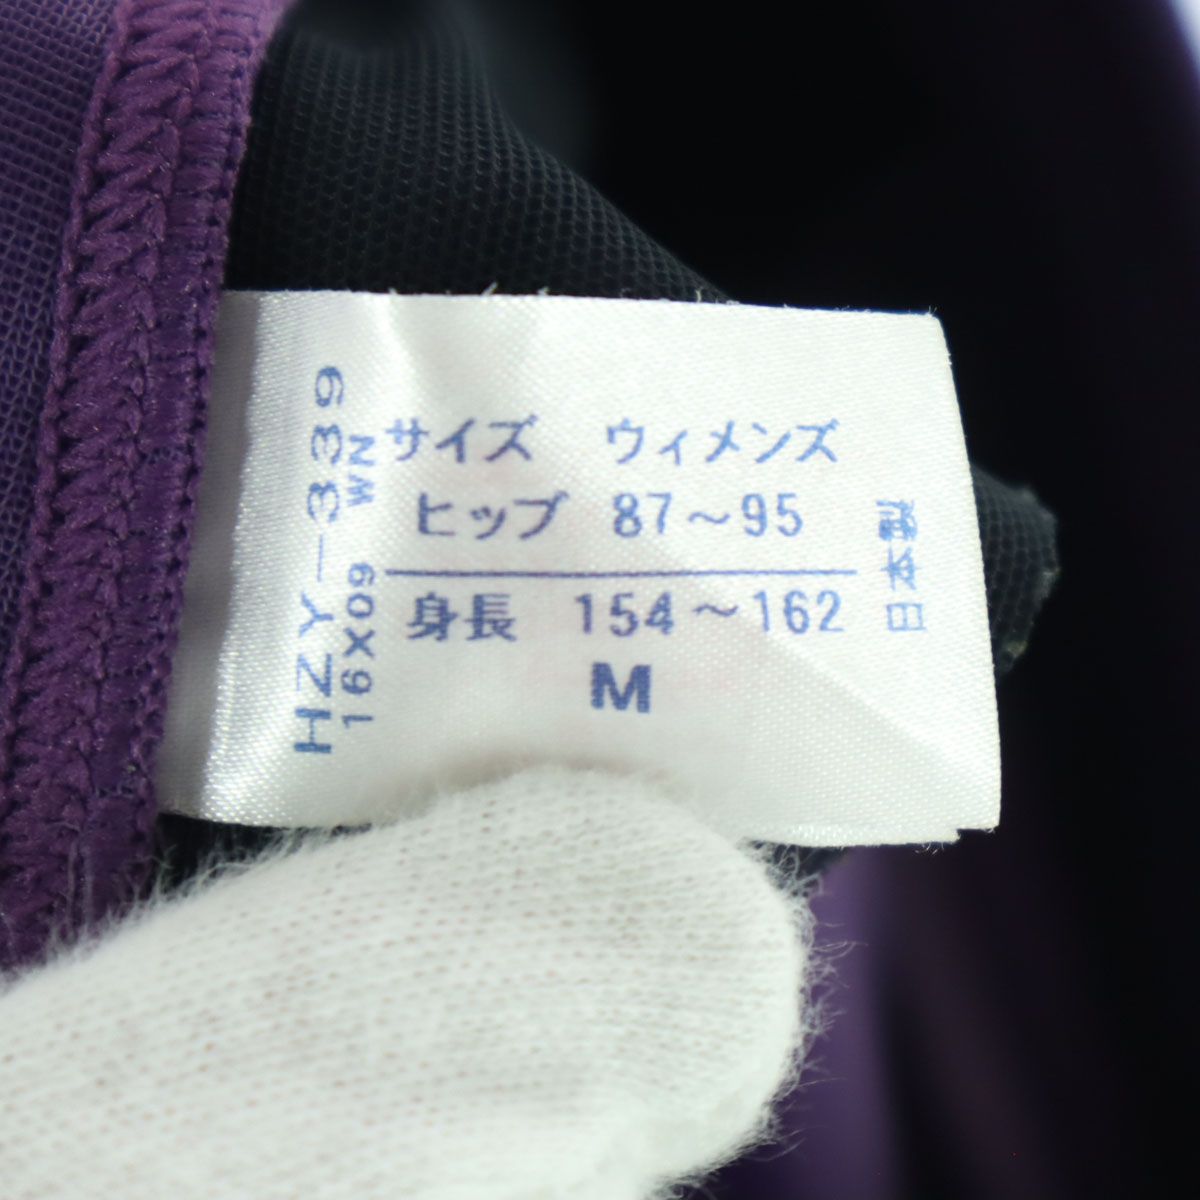 サイズ ウィメンズ
ヒップ 87～95
身長 154～162
M
HZY-339
16X09 WN
日本製